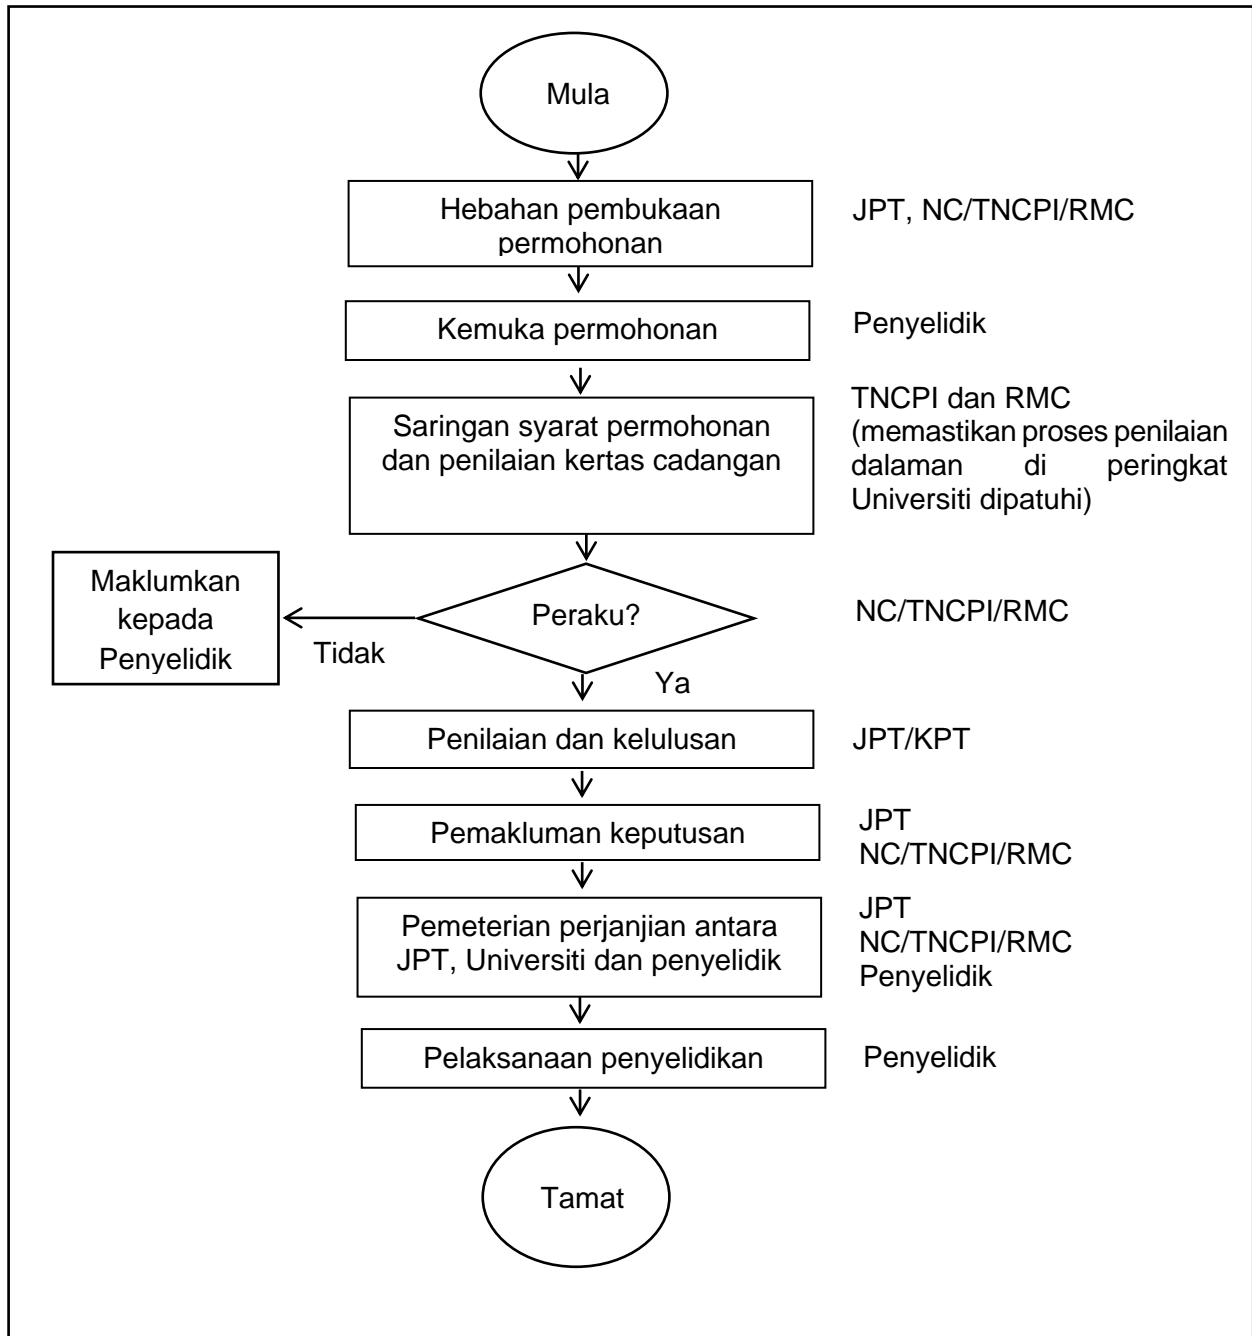 Mula
Hebahan pembukaan
permohonan
JPT, NC/TNCPI/RMC
Kemuka permohonan
Penyelidik
Saringan syarat permohonan
dan penilaian kertas cadangan
TNCPI dan RMC
(memastikan proses penilaian
dalaman di peringkat
Universiti dipatuhi)
Peraku?
NC/TNCPI/RMC
Tidak
Maklumkan
kepada
Penyelidik
Ya
Penilaian dan kelulusan
JPT/KPT
Pemakluman keputusan
JPT
NC/TNCPI/RMC
Pemeterian perjanjian antara
JPT, Universiti dan penyelidik
JPT
NC/TNCPI/RMC
Penyelidik
Pelaksanaan penyelidikan
Penyelidik
Tamat